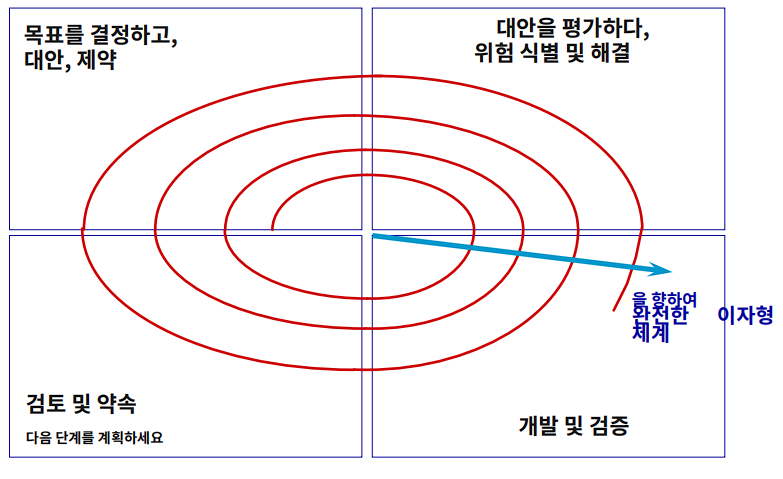 목표를 결정하고,
대안, 제약
대안을 평가하다,
위험 식별 및 해결
을 향하여
완전한 이자형
체계
검토 및 약속
다음 단계를 계획하세요
개발 및 검증